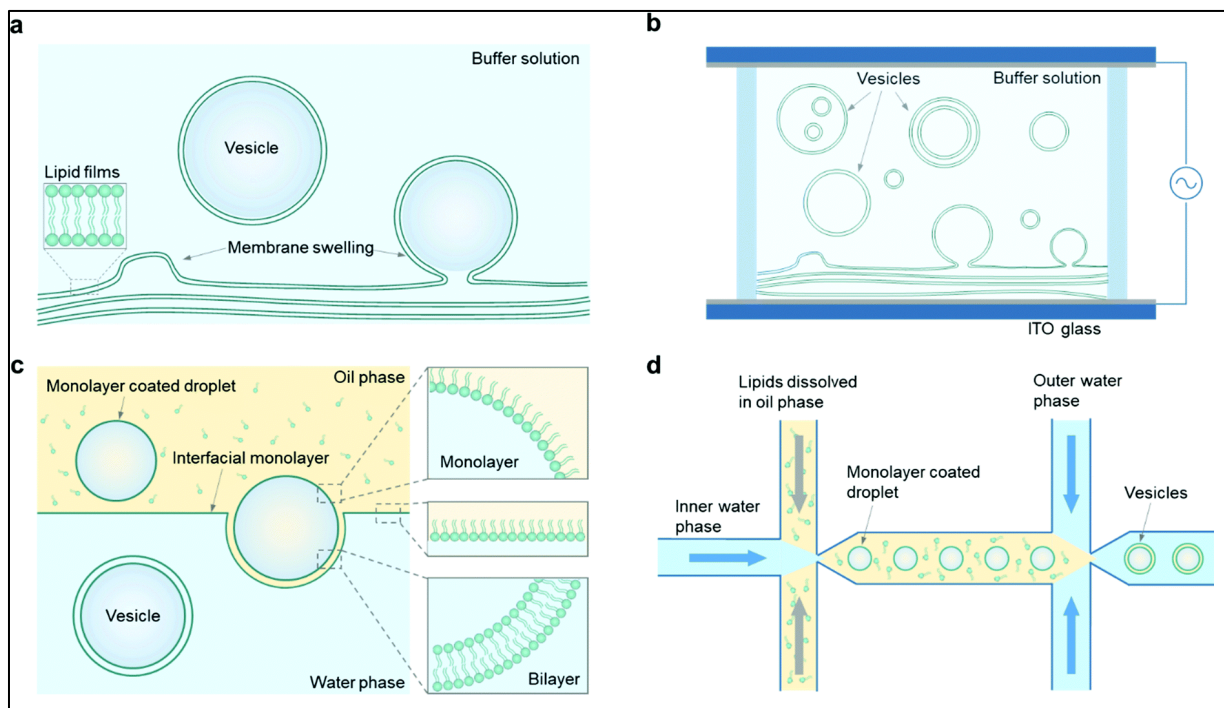 a
Buffer solution
Vesicle
Lipid films
Membrane swelling
b
Vesicles
Buffer solution
ITO glass
c
Oil phase
Monolayer coated droplet
Interfacial monolayer
Monolayer
Vesicle
Water phase
Bilayer
d
Lipids dissolved
in oil phase
Outer water
phase
Monolayer coated
droplet
Vesicles
Inner water
phase